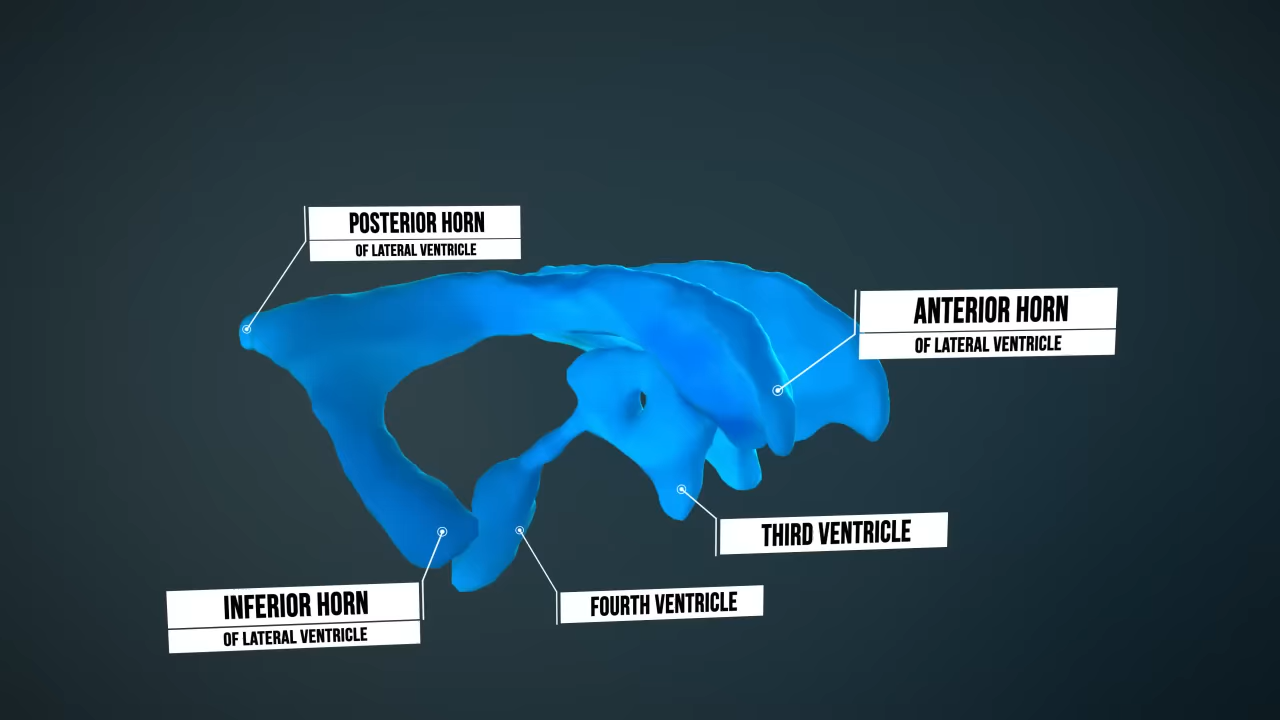 POSTERIOR HORN
OF LATERAL VENTRICLE
ANTERIOR HORN
OF LATERAL VENTRICLE
THIRD VENTRICLE
INFERIOR HORN
OF LATERAL VENTRICLE
FOURTH VENTRICLE